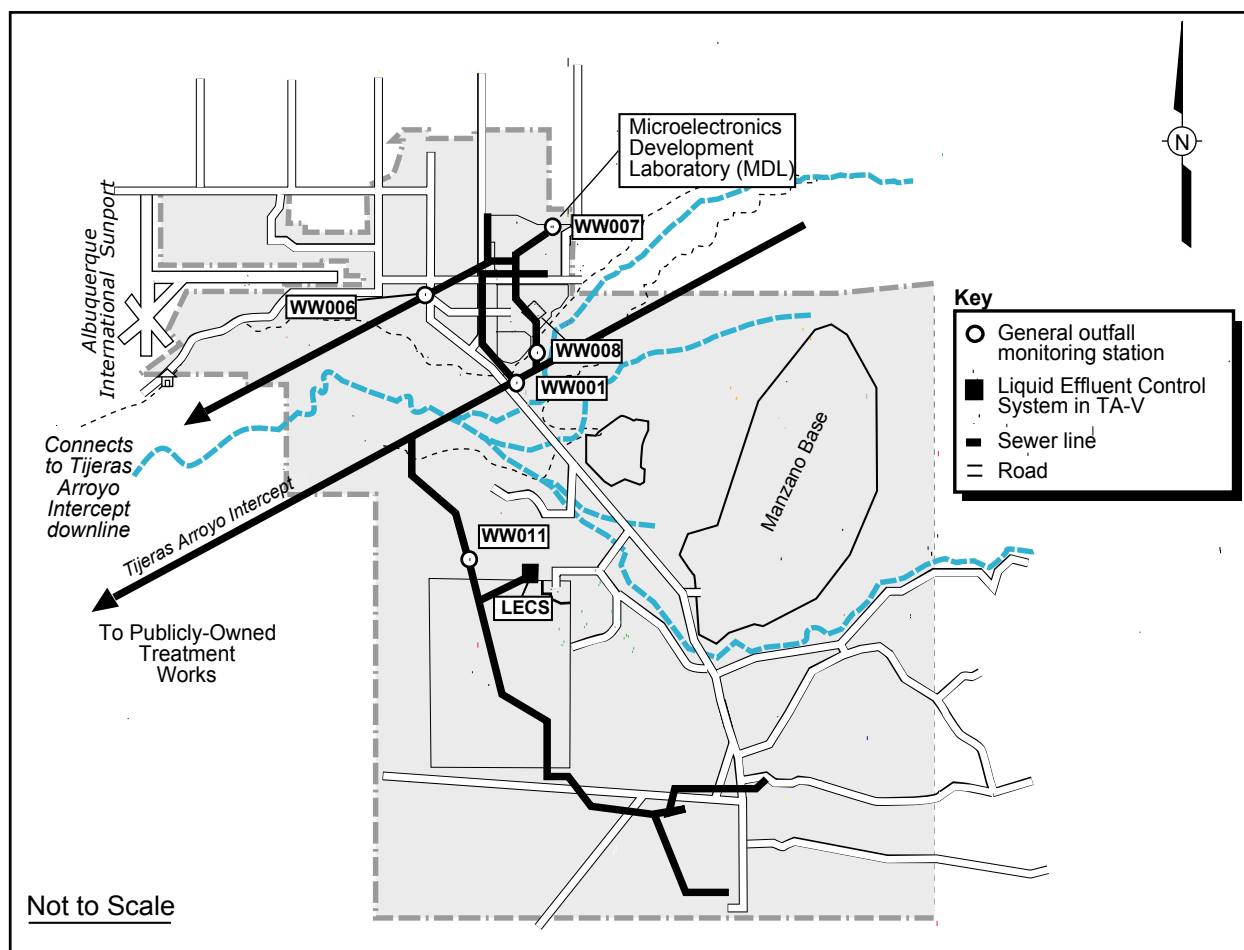 Microelectronics
Development
Laboratory (MDL)
N
Albuquerque
International Sunport
WW007
WW006
WW008
WW001
Key
General outfall
monitoring station
Liquid Effluent Control
System in TA-V
Sewer line
Road
Connects
to Tijeras
Arroyo
Intercept
downline
Tijeras Arroyo Intercept
Manzano Base
WW011
LECS
To Publicly-Owned
Treatment
Works
Not to Scale